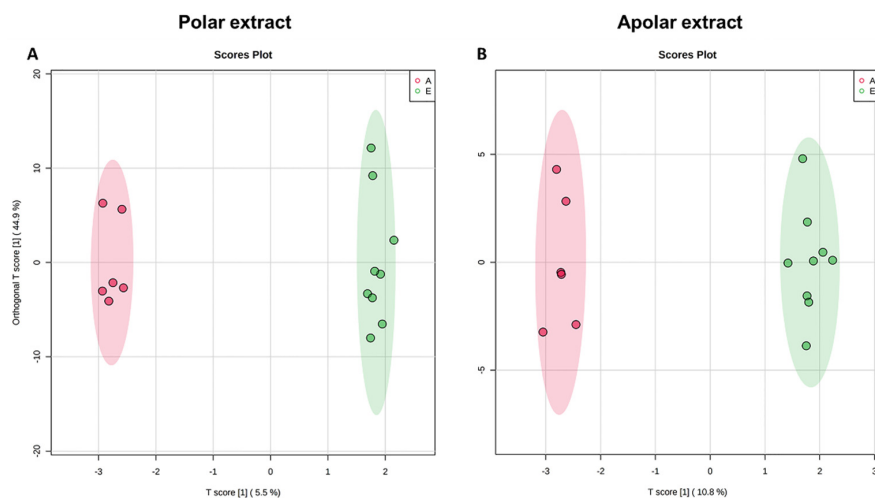 Polar extract
Apolar extract
A
Scores Plot
A
E
20
10
0
-10
-20
Orthogonal T score [1] ( 44.9 %)
-3
-2
-1
0
1
2
T score [1] ( 5.5 %)
B
Scores Plot
A
E
5
0
-5
-3
-2
-1
0
1
2
3
T score [1] ( 10.8 %)